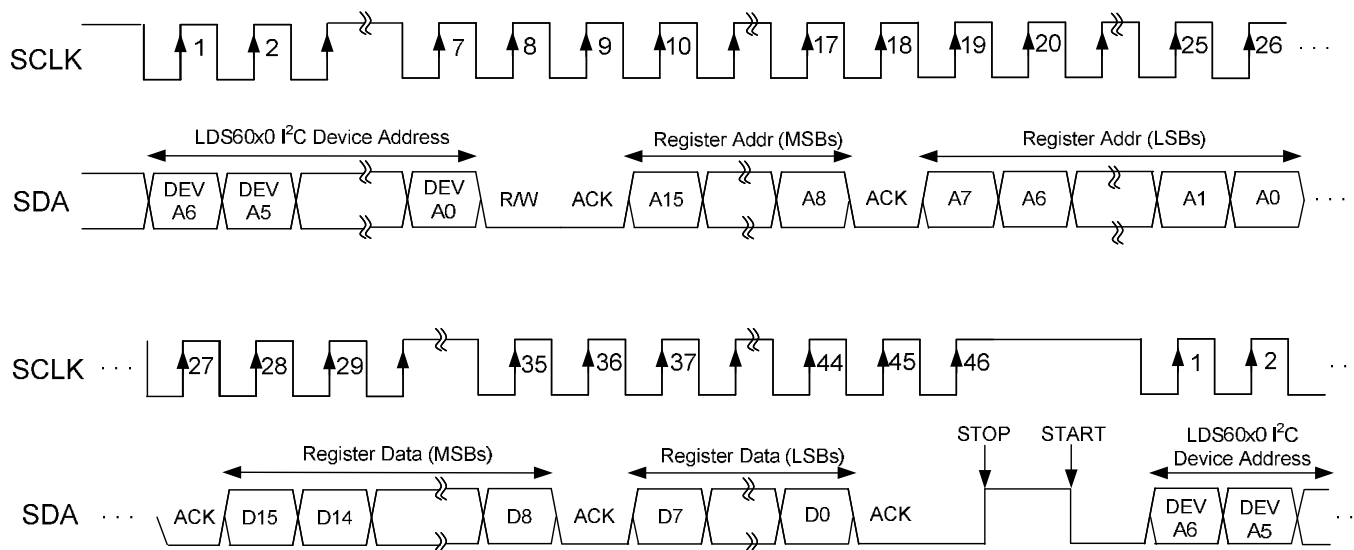 SCLK 1 2 7 8 9 10 17 18 19 20 25 26 · · ·
LDS60x0 I²C Device Address Register Addr (MSBs) Register Addr (LSBs)
SDA DEV A6 DEV A5 DEV A0 R/W ACK A15 A8 ACK A7 A6 A1 A0 · · ·
SCLK · · · 27 28 29 35 36 37 44 45 46 1 2 · ·
Register Data (MSBs) Register Data (LSBs) STOP START LDS60x0 I²C Device Address
SDA · · · ACK D15 D14 D8 ACK D7 D0 ACK DEV A6 DEV A5 · ·